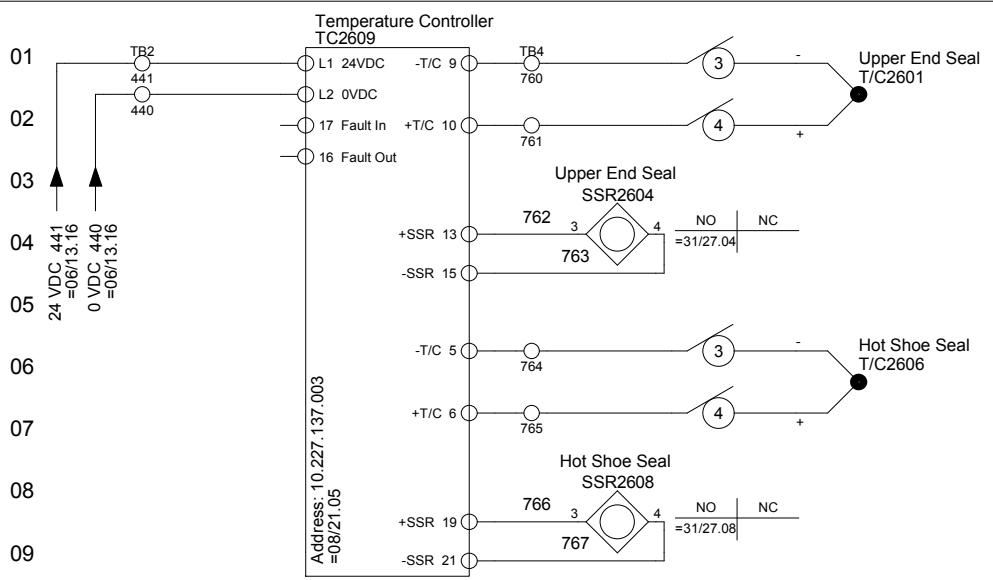 Temperature Controller
TC2609
01
TB2
441
L1 24VDC
-T/C 9
TB4
760
3
-
Upper End Seal
T/C2601
440
L2 0VDC
02
17 Fault In
+T/C 10
761
4
+
16 Fault Out
03
Upper End Seal
SSR2604
04
+SSR 13
762
3
4
NO
NC
=31/27.04
763
-SSR 15
24 VDC 441
=06/13.16
0 VDC 440
=06/13.16
05
-T/C 5
764
3
-
Hot Shoe Seal
T/C2606
06
07
+T/C 6
765
4
+
Address: 10.227.137.003
=08/21.05
Hot Shoe Seal
SSR2608
08
+SSR 19
766
3
4
NO
NC
=31/27.08
767
09
-SSR 21